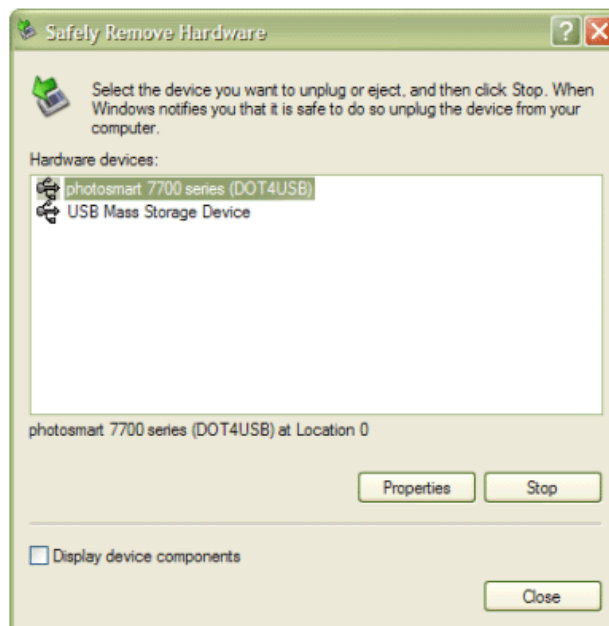 Safely Remove Hardware
Select the device you want to unplug or eject, and then click Stop. When
Windows notifies you that it is safe to do so unplug the device from your
computer.
Hardware devices:
photosmart 7700 series (DOT4USB)
USB Mass Storage Device
photosmart 7700 series (DOT4USB) at Location 0
Properties Stop
Display device components
Close